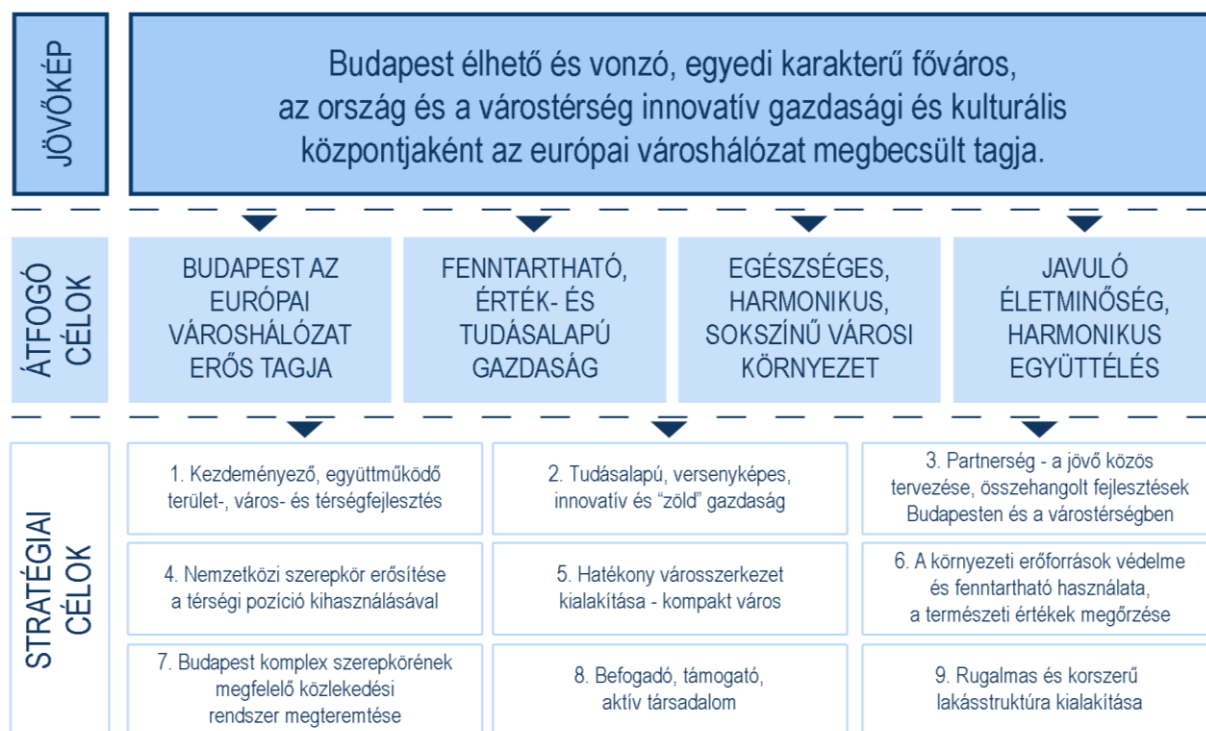 JÖVŐKÉP
Budapest élhető és vonzó, egyedi karakterű főváros,
az ország és a várostérség innovatív gazdasági és kulturális
központjaként az európai városhálózat megbecsült tagja.
ÁTFOGÓ
CÉLOK
BUDAPEST AZ
EURÓPAI
VÁROSHÁLÓZAT
ERŐS TAGJA
FENNTARTHATÓ,
ÉRTÉK- ÉS
TUDÁSALAPÚ
GAZDASÁG
EGÉSZSÉGES,
HARMONIKUS,
SOKSZÍNŰ VÁROSI
KÖRNYEZET
JAVULÓ
ÉLETMINŐSÉG,
HARMONIKUS
EGYÜTTÉLÉS
STRATÉGIAI
CÉLOK
1. Kezdeményező, együttműködő
terület-, város- és térségfejlesztés
2. Tudásalapú, versenyképes,
innovatív és “zöld” gazdaság
3. Partnerség - a jövő közös
tervezése, összehangolt fejlesztések
Budapesten és a várostérségben
4. Nemzetközi szerepkör erősítése
a térségi pozíció kihasználásával
5. Hatékony városszerkezet
kialakítása - kompakt város
6. A környezeti erőforrások védelme
és fenntartható használata,
a természeti értékek megőrzése
7. Budapest komplex szerepkörének
megfelelő közlekedési
rendszer megteremtése
8. Befogadó, támogató,
aktív társadalom
9. Rugalmas és korszerű
lakásstruktúra kialakítása